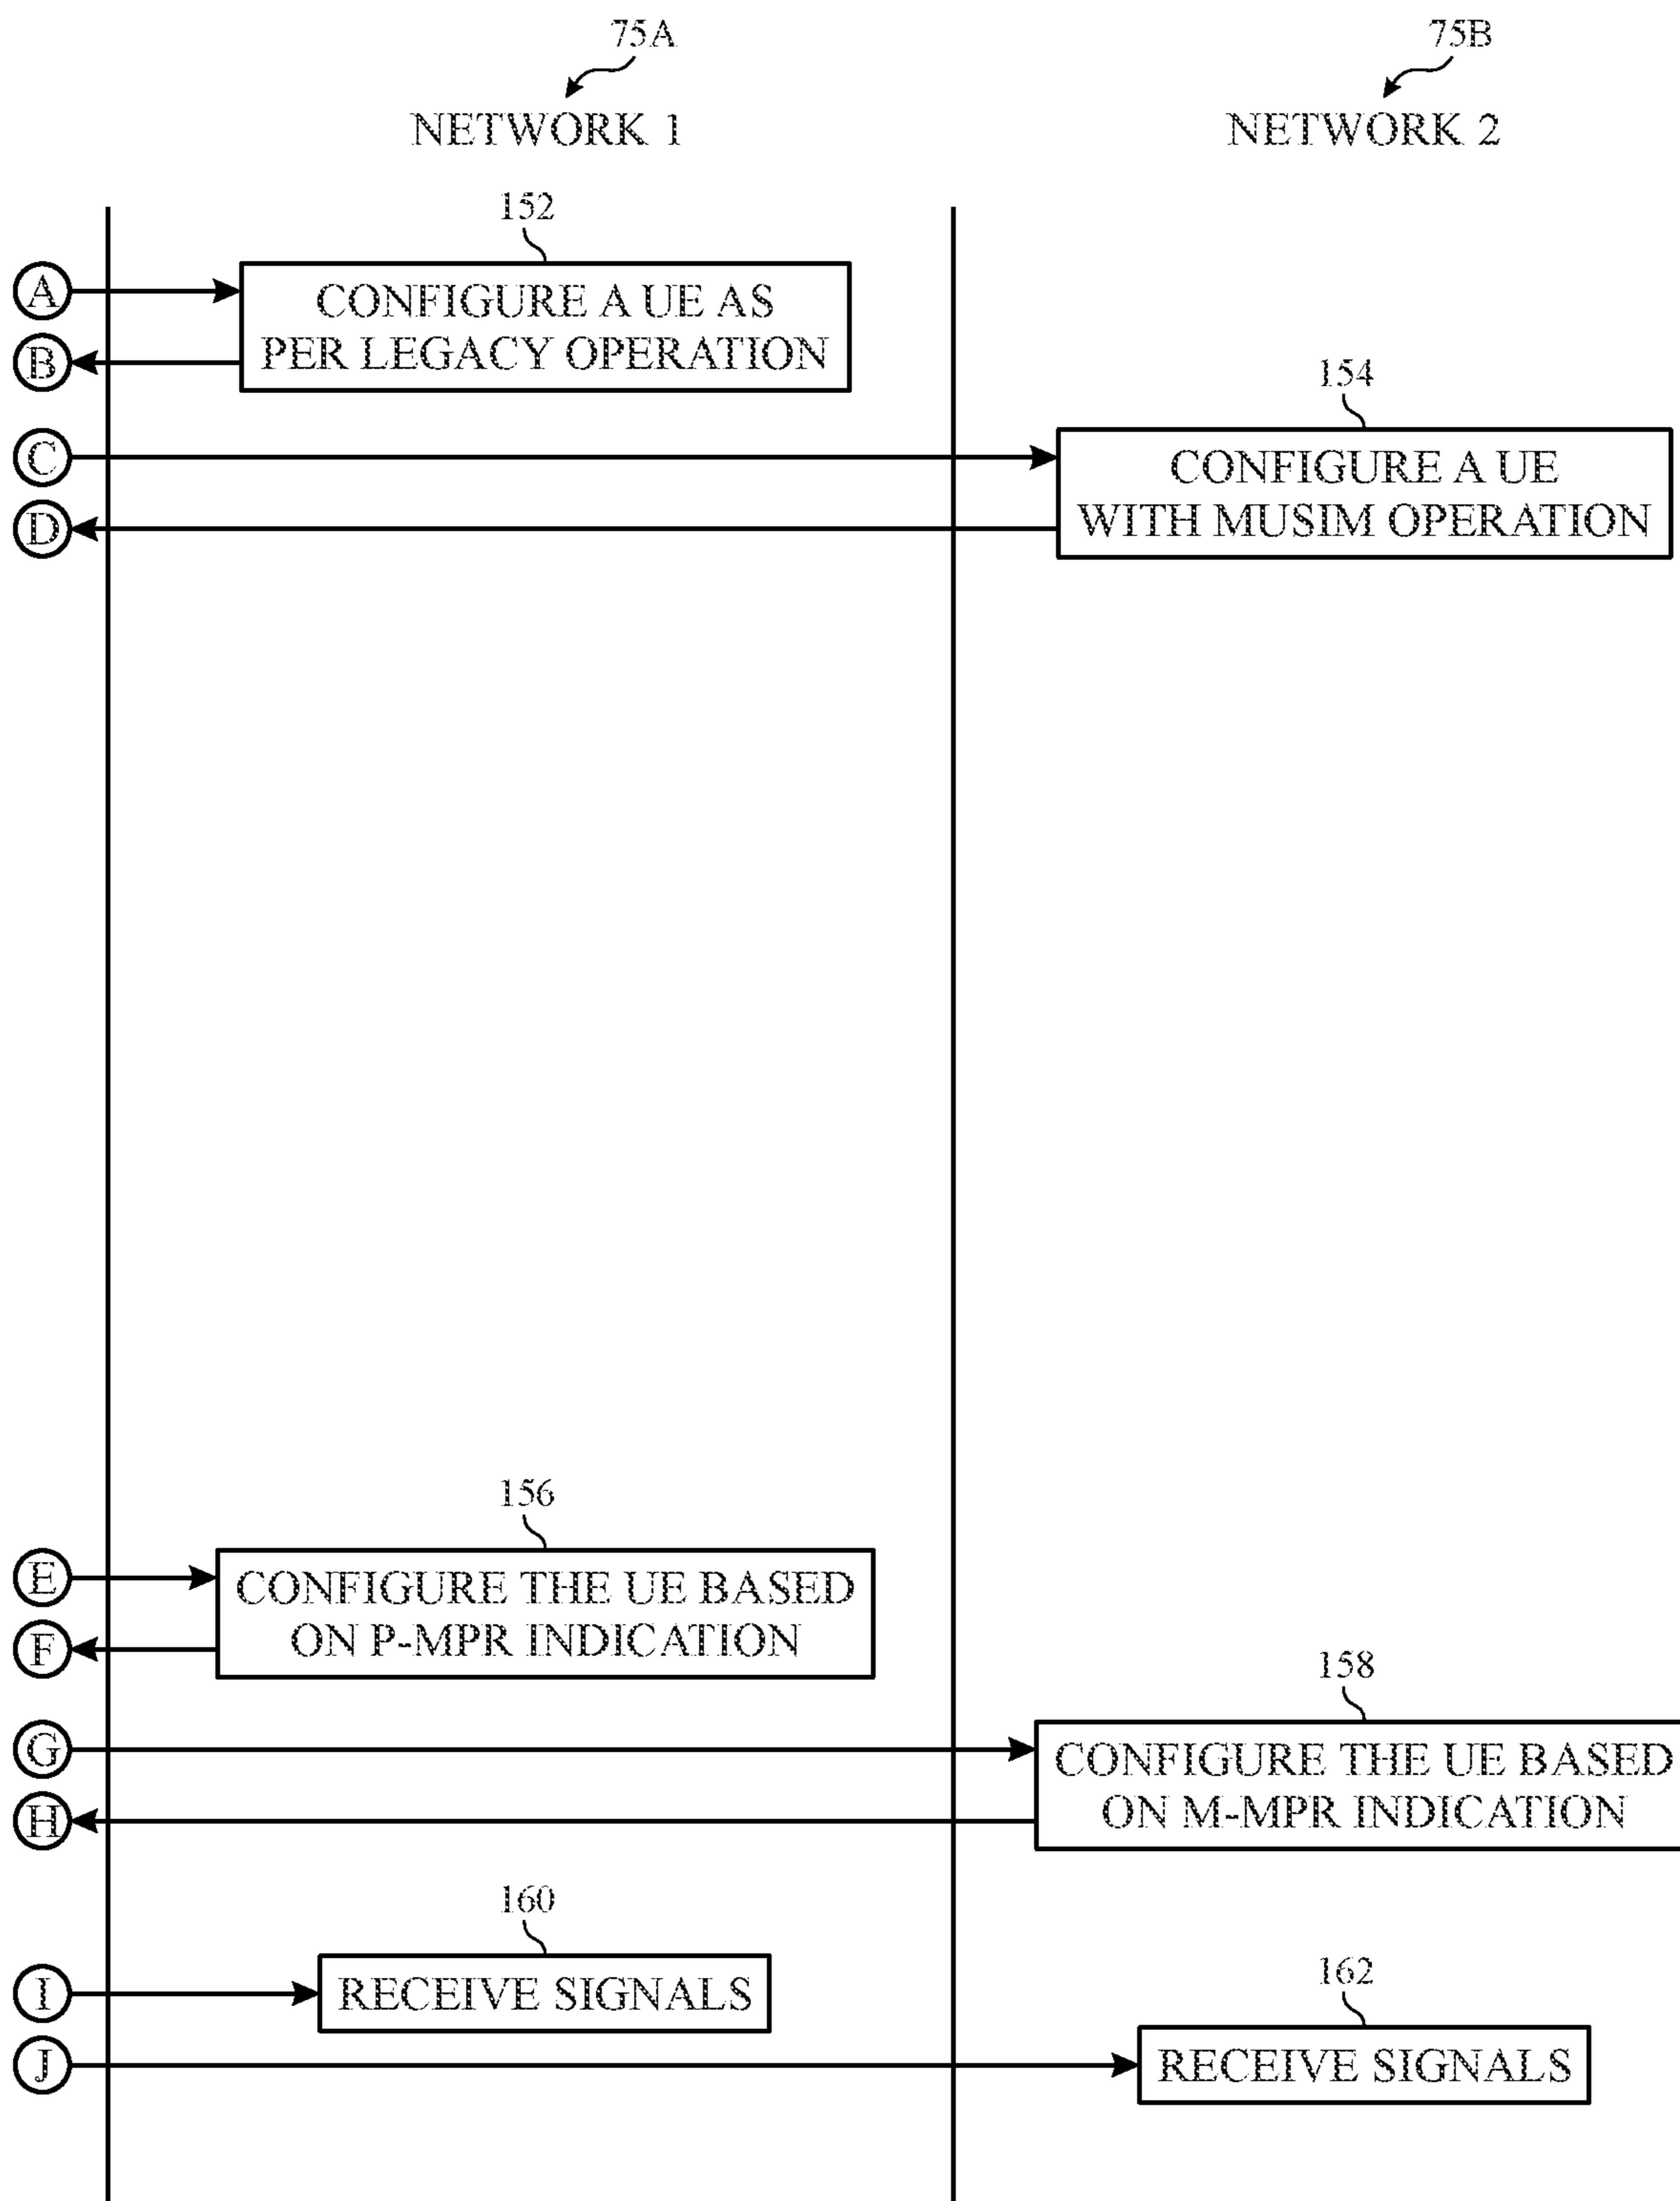 75A
75B
NETWORK 1
NETWORK 2
152
A
CONFIGURE A UE AS
B
PER LEGACY OPERATION
154
C
CONFIGURE A UE
D
WITH MUSIM OPERATION
156
E
CONFIGURE THE UE BASED
F
ON P-MPR INDICATION
158
G
CONFIGURE THE UE BASED
H
ON M-MPR INDICATION
160
I
RECEIVE SIGNALS
162
J
RECEIVE SIGNALS